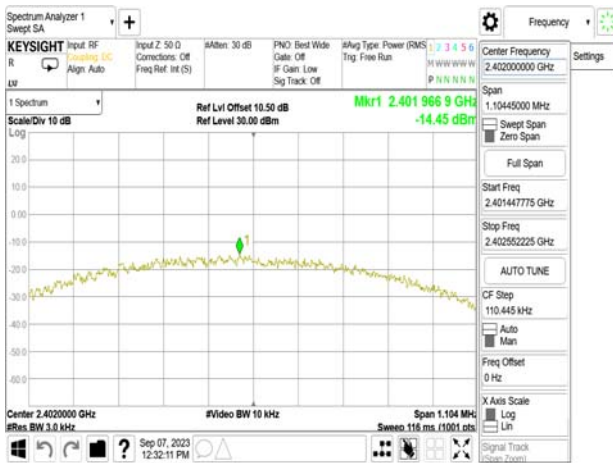 Spectrum Analyzer 1
Swept SA
+
Frequency
KEYSIGHT
R
Input: RF
Coupling: DC
Align: Auto
Input Z: 50 Ω
Corrections: Off
Freq Ref: Int (S)
#Atten: 30 dB
PNO: Best Wide
Gate: Off
IF Gain: Low
Sig Track: Off
#Avg Type: Power (RMS
Trig: Free Run
1 2 3 4 5 6
M W W W W W
P N N N N N
1 Spectrum
Scale/Div 10 dB
Log
Ref Lvl Offset 10.50 dB
Ref Level 30.00 dBm
Mkr1 2.401 966 9 GHz
-14.45 dBm
20.0
10.0
0.00
-10.0
-20.0
-30.0
-40.0
-50.0
-60.0
1
Center 2.4020000 GHz
#Res BW 3.0 kHz
#Video BW 10 kHz
Span 1.104 MHz
Sweep 116 ms (1001 pts
Sep 07, 2023
12:32:11 PM
?
Center Frequency
2.402000000 GHz
Settings
Span
1.10445000 MHz
Swept Span
Zero Span
Full Span
Start Freq
2.401447775 GHz
Stop Freq
2.402552225 GHz
AUTO TUNE
CF Step
110.445 kHz
Auto
Man
Freq Offset
0 Hz
X Axis Scale
Log
Lin
Signal Track
(Span Zoom)